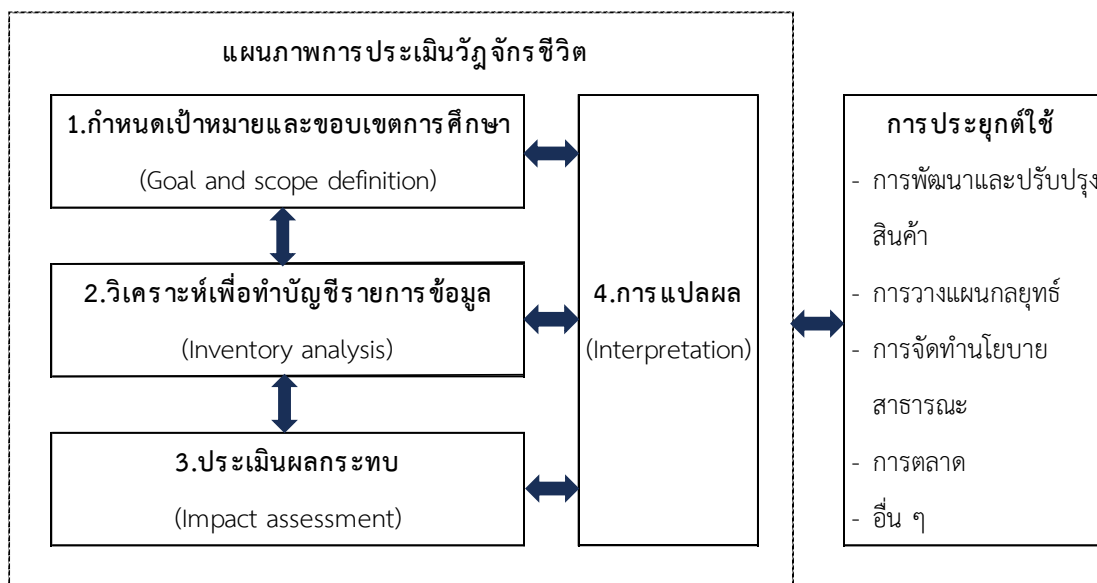 แผนภาพการประเมินวัฎจักรชีวิต
1.กำหนดเป้าหมายและขอบเขตการศึกษา
(Goal and scope definition)
2.วิเคราะห์เพื่อทำบัญชีรายการข้อมูล
(Inventory analysis)
3.ประเมินผลกระทบ
(Impact assessment)
4.การแปลผล
(Interpretation)
การประยุกต์ใช้
- การพัฒนาและปรับปรุง
สินค้า
- การวางแผนกลยุทธ์
- การจัดทำนโยบาย
สาธารณะ
- การตลาด
- อื่น ๆ